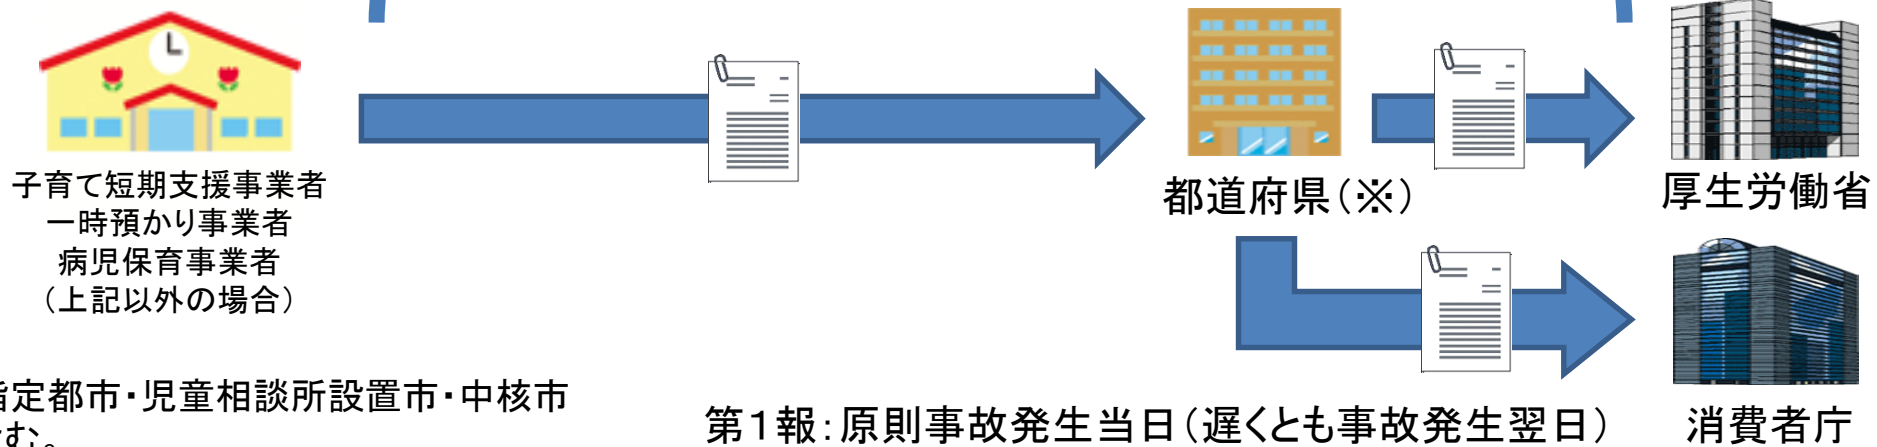 子育て短期支援事業者
一時預かり事業者
病児保育事業者
（上記以外の場合）
都道府県（※）
厚生労働省
指定都市・児童相談所設置市・中核市
む。
第１報：原則事故発生当日（遅くとも事故発生翌日）
消費者庁